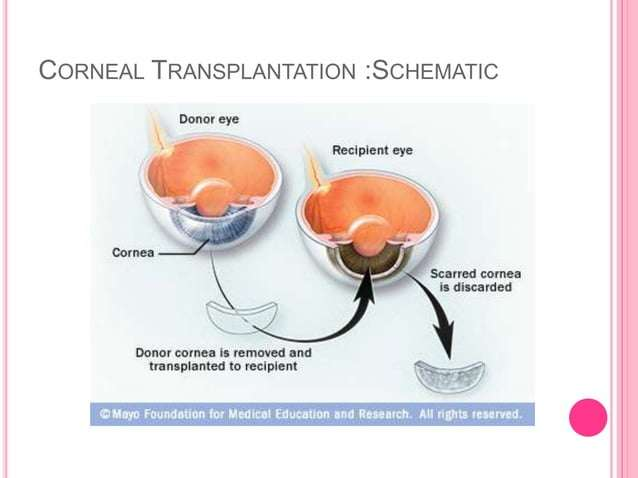 CORNEAL TRANSPLANTATION :SCHEMATIC
Donor eye
Recipient eye
Cornea
Scarred cornea
is discarded
Donor cornea is removed and
transplanted to recipient
©Mayo Foundation for Medical Education and Research. All rights reserved.